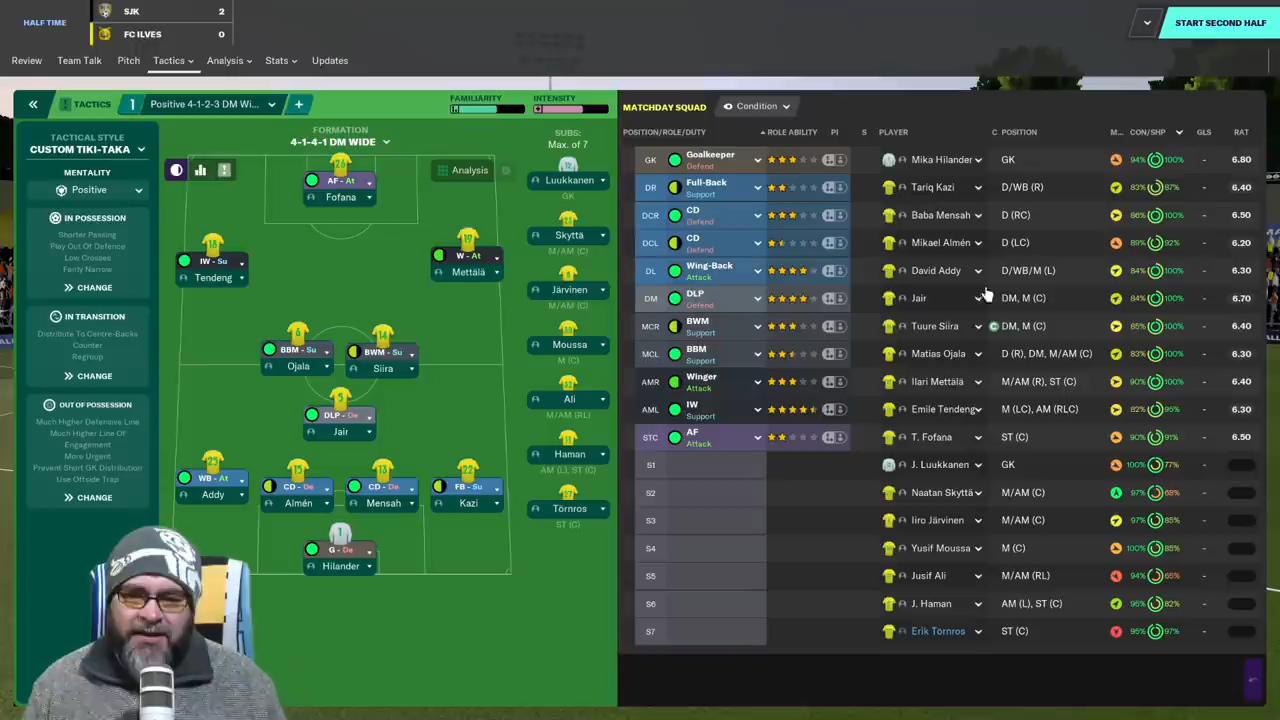 HALF TIME
SJK 2
FC ILVES 0
START SECOND HALF
Review Team Talk Pitch Tactics Analysis Stats Updates
TACTICS 1 Positive 4-1-2-3 DM Wi... +
FAMILIARITY INTENSITY
TACTICAL STYLE
CUSTOM TIKI-TAKA
MENTALITY
Positive
IN POSSESSION
Shorter Passing
Play Out Of Defence
Low Crosses
Fairly Narrow
CHANGE
IN TRANSITION
Distribute To Centre-Backs
Counter
Regroup
CHANGE
OUT OF POSSESSION
Much Higher Defensive Line
Much Higher Line Of
Engagement
More Urgent
Prevent Short GK Distribution
Use Offside Trap
CHANGE
FORMATION
4-1-4-1 DM WIDE
Analysis
26
AF - At
Fofana
18
IW - Su
Tendeng
19
W - At
Mettälä
6
BBM - Su
Ojala
14
BWM - Su
Siira
5
DLP - De
Jair
WB - At
Addy
15
CD - De
Almén
13
CD - De
Mensah
22
FB - Su
Kazi
1
G - De
Hilander
SUBS:
Max. of 7
12
Luukkanen
GK
Skyttä
M/AM (C)
Järvinen
M/AM (C)
Moussa
M (C)
Ali
M/AM (RL)
11
Haman
AM (L), ST (C)
Törnros
ST (C)
MATCHDAY SQUAD Condition
POSITION/ROLE/DUTY ROLE ABILITY PI S PLAYER C POSITION M... CON/SHP GLS RAT
GK Goalkeeper Defend Mika Hilander GK 94% 100% - 6.80
DR Full-Back Support Tariq Kazi D/WB (R) 83% 87% - 6.40
DCR CD Defend Baba Mensah D (RC) 86% 100% - 6.50
DCL CD Defend Mikael Almén D (LC) 89% 92% - 6.20
DL Wing-Back Attack David Addy D/WB/M (L) 84% 100% - 6.30
DM DLP Defend Jair DM, M (C) 84% 100% - 6.70
MCR BWM Support Tuure Siira C DM, M (C) 85% 100% - 6.40
MCL BBM Support Matias Ojala D (R), DM, M/AM (C) 83% 100% - 6.30
AMR Winger Attack Ilari Mettälä M/AM (R), ST (C) 90% 100% - 6.40
AML IW Support Emile Tendeng M (LC), AM (RLC) 82% 95% - 6.30
STC AF Attack T. Fofana ST (C) 90% 91% - 6.50
S1 J. Luukkanen GK 100% 77% -
S2 Naatan Skyttä M/AM (C) 97% 68% -
S3 Iiro Järvinen M/AM (C) 97% 85% -
S4 Yusif Moussa M (C) 100% 85% -
S5 Jusif Ali M/AM (RL) 94% 65% -
S6 J. Haman AM (L), ST (C) 95% 82% -
S7 Erik Törnros ST (C) 95% 97% -